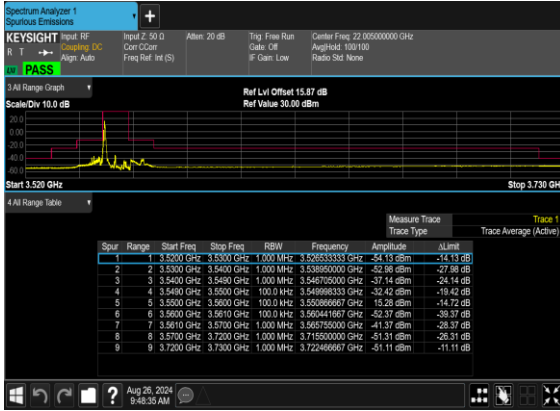 Spectrum Analyzer 1
Spurious Emissions
+
KEYSIGHT Input: RF Input Z: 50 Ω Atten: 20 dB Trig: Free Run Center Freq: 22.005000000 GHz
R T Coupling: DC Corr CCorr Gate: Off Avg|Hold: 100/100
Align: Auto Freq Ref: Int (S) IF Gain: Low Radio Std: None
PASS
3 All Range Graph
Ref Lvl Offset 15.87 dB
Scale/Div 10.0 dB Ref Value 30.00 dBm
20.0
0.00
-20.0
-40.0
-60.0
Start 3.520 GHz Stop 3.730 GH
4 All Range Table
Measure Trace Trace 1
Trace Type Trace Average (Active)
Spur Range Start Freq Stop Freq RBW Frequency Amplitude ΔLimit
1 1 3.5200 GHz 3.5300 GHz 1.000 MHz 3.526533333 GHz -54.13 dBm -14.13 dB
2 2 3.5300 GHz 3.5400 GHz 1.000 MHz 3.538950000 GHz -52.98 dBm -27.98 dB
3 3 3.5400 GHz 3.5490 GHz 1.000 MHz 3.546705000 GHz -37.14 dBm -24.14 dB
4 4 3.5490 GHz 3.5500 GHz 100.0 kHz 3.549998333 GHz -32.42 dBm -19.42 dB
5 5 3.5500 GHz 3.5600 GHz 100.0 kHz 3.550866667 GHz 15.28 dBm -14.72 dB
6 6 3.5600 GHz 3.5610 GHz 100.0 kHz 3.560441667 GHz -52.37 dBm -39.37 dB
7 7 3.5610 GHz 3.5700 GHz 1.000 MHz 3.565755000 GHz -41.37 dBm -28.37 dB
8 8 3.5700 GHz 3.7200 GHz 1.000 MHz 3.715500000 GHz -51.31 dBm -26.31 dB
9 9 3.7200 GHz 3.7300 GHz 1.000 MHz 3.722466667 GHz -51.11 dBm -11.11 dB
? Aug 26, 2024
9:48:35 AM